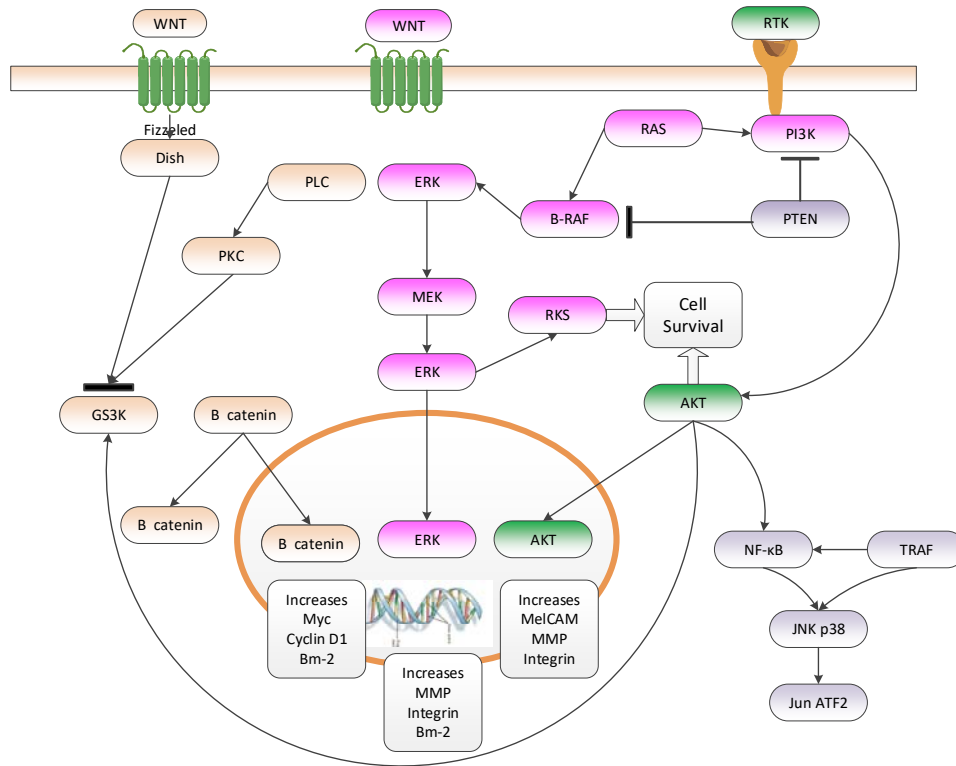 WNT
WNT
RTK
Fizzeled
Dish
PLC
ERK
RAS
PI3K
B-RAF
PTEN
PKC
MEK
RKS
Cell
Survival
ERK
GS3K
B catenin
AKT
B catenin
B catenin
ERK
AKT
NF-κB
TRAF
Increases
Myc
Cyclin D1
Bm-2
Increases
MelCAM
MMP
Integrin
Increases
MMP
Integrin
Bm-2
JNK p38
Jun ATF2